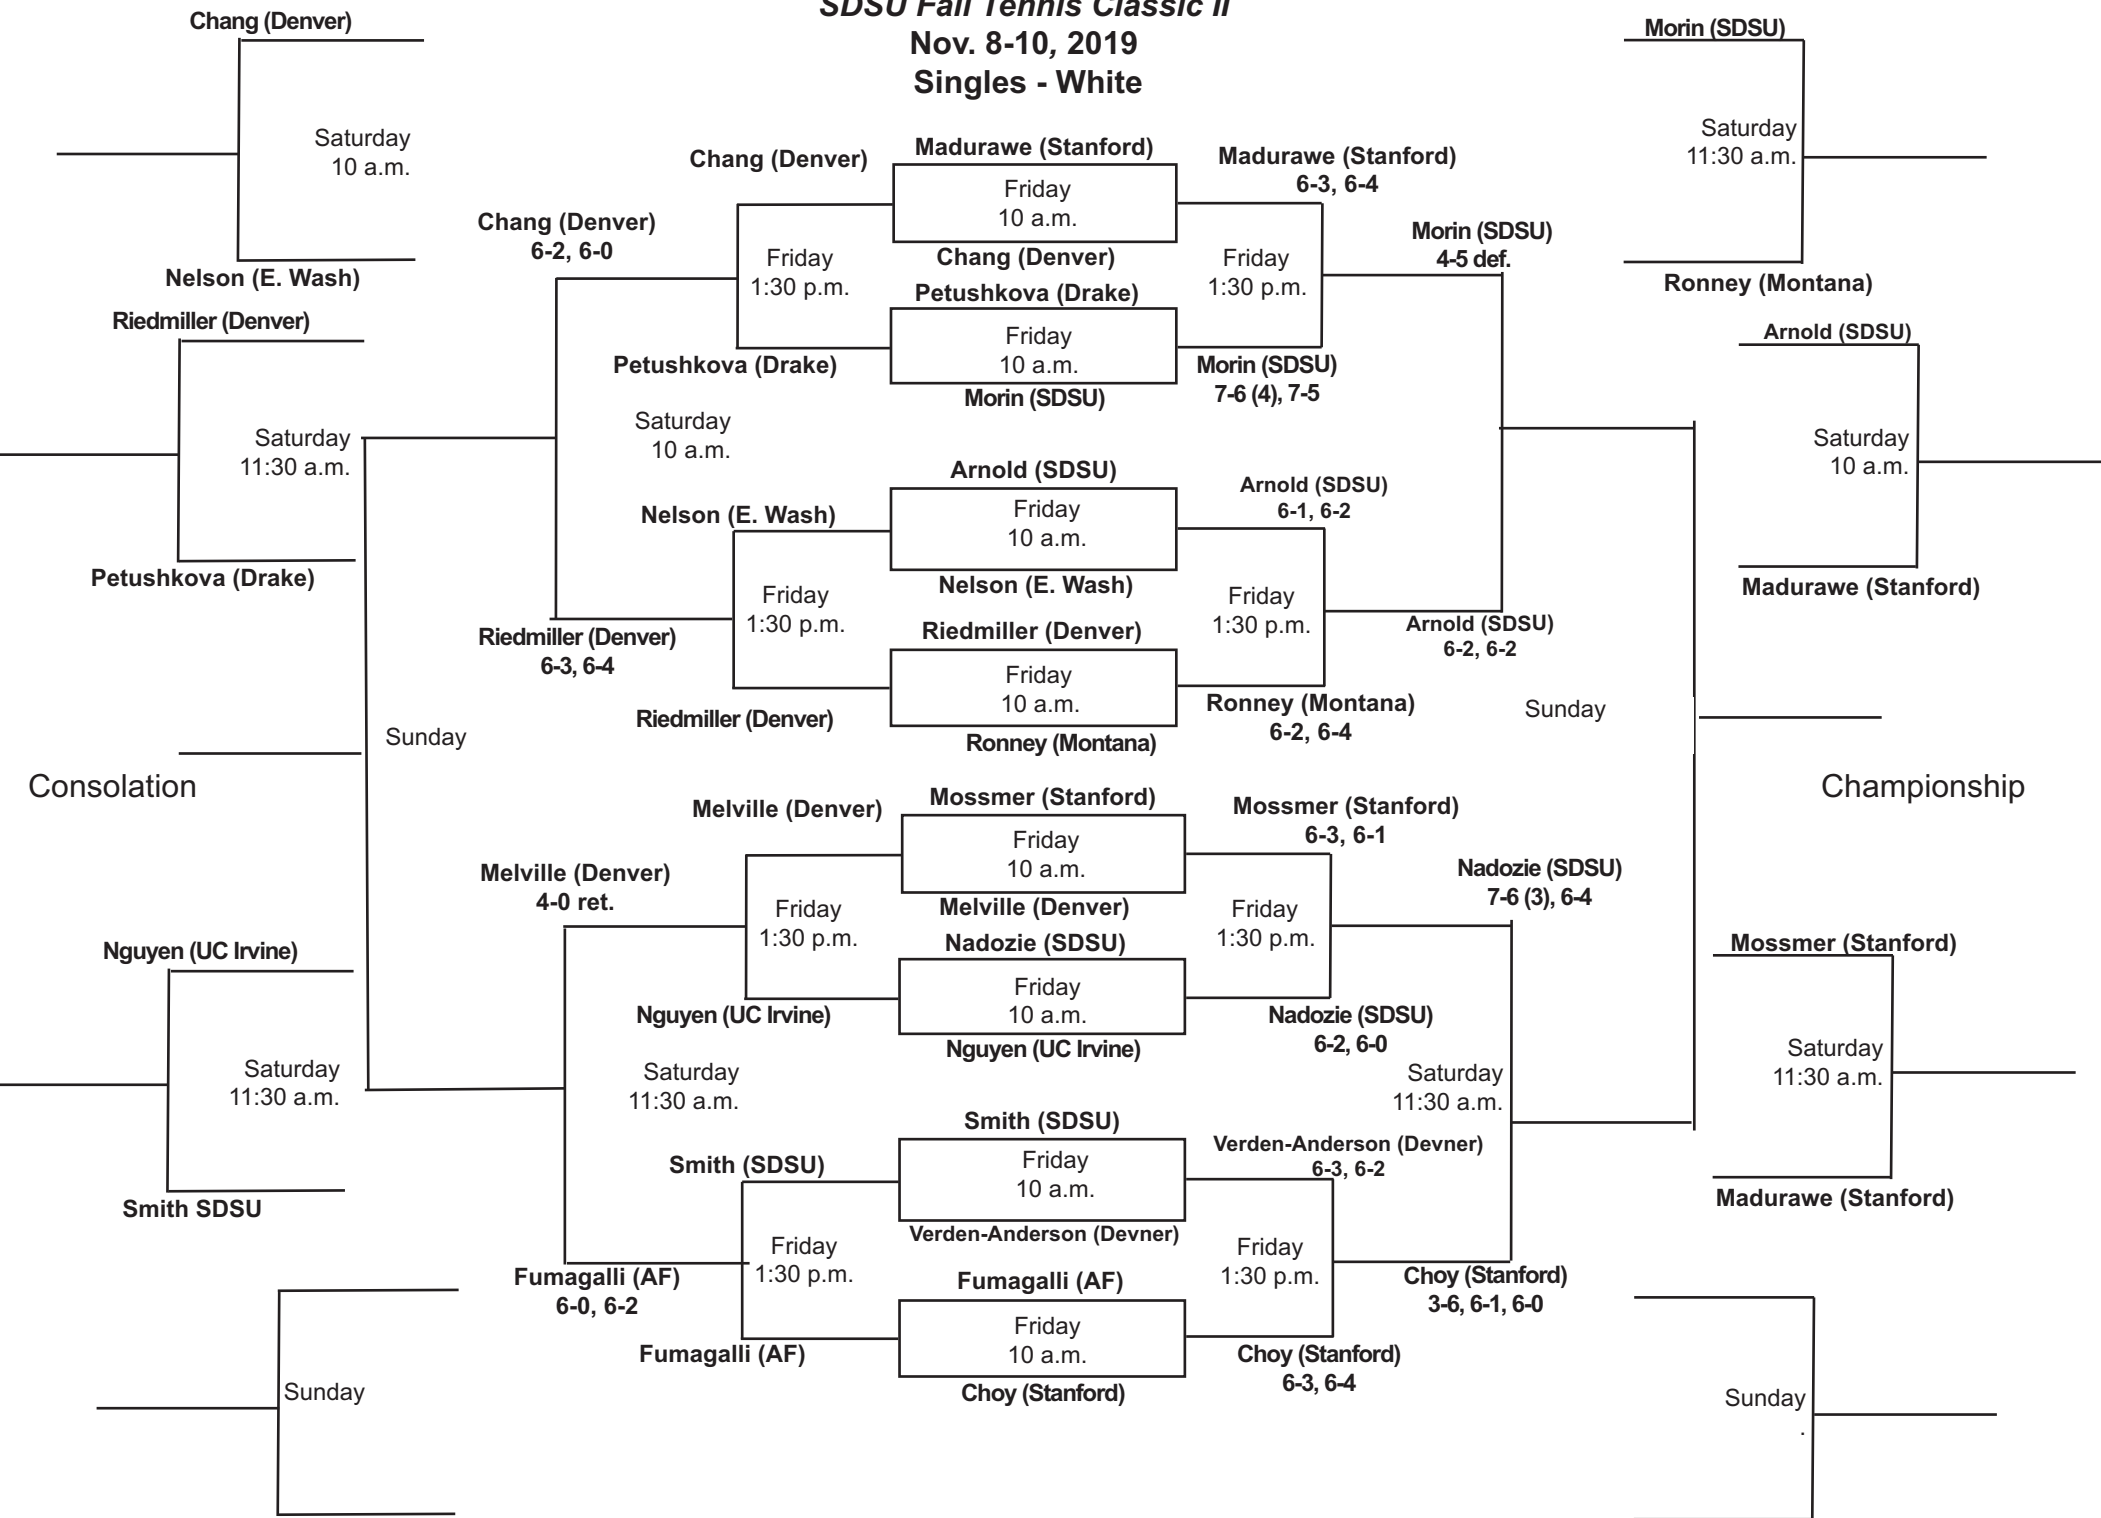 SDSU Fall Tennis Classic II
Nov. 8-10, 2019
Singles - White
Chang (Denver)
Saturday
10 a.m.
Nelson (E. Wash)
Riedmiller (Denver)
Saturday
11:30 a.m.
Petushkova (Drake)
Sunday
Consolation
Nguyen (UC Irvine)
Saturday
11:30 a.m.
Smith SDSU
Sunday
Chang (Denver)
6-2, 6-0
Saturday
10 a.m.
Riedmiller (Denver)
6-3, 6-4
Melville (Denver)
4-0 ret.
Saturday
11:30 a.m.
Fumagalli (AF)
6-0, 6-2
Chang (Denver)
Friday
1:30 p.m.
Petushkova (Drake)
Nelson (E. Wash)
Friday
1:30 p.m.
Riedmiller (Denver)
Melville (Denver)
Friday
1:30 p.m.
Nguyen (UC Irvine)
Smith (SDSU)
Friday
1:30 p.m.
Fumagalli (AF)
Madurawe (Stanford)
Friday
10 a.m.
Chang (Denver)
Petushkova (Drake)
Friday
10 a.m.
Morin (SDSU)
Arnold (SDSU)
Friday
10 a.m.
Nelson (E. Wash)
Riedmiller (Denver)
Friday
10 a.m.
Ronney (Montana)
Mossmer (Stanford)
Friday
10 a.m.
Melville (Denver)
Nadozie (SDSU)
Friday
10 a.m.
Nguyen (UC Irvine)
Smith (SDSU)
Friday
10 a.m.
Verden-Anderson (Devner)
Fumagalli (AF)
Friday
10 a.m.
Choy (Stanford)
Madurawe (Stanford)
6-3, 6-4
Friday
1:30 p.m.
Morin (SDSU)
7-6 (4), 7-5
Arnold (SDSU)
6-1, 6-2
Friday
1:30 p.m.
Ronney (Montana)
6-2, 6-4
Mossmer (Stanford)
6-3, 6-1
Friday
1:30 p.m.
Nadozie (SDSU)
6-2, 6-0
Verden-Anderson (Devner)
6-3, 6-2
Friday
1:30 p.m.
Choy (Stanford)
6-3, 6-4
Morin (SDSU)
4-5 def.
Arnold (SDSU)
6-2, 6-2
Sunday
Nadozie (SDSU)
7-6 (3), 6-4
Saturday
11:30 a.m.
Choy (Stanford)
3-6, 6-1, 6-0
Morin (SDSU)
Saturday
11:30 a.m.
Ronney (Montana)
Arnold (SDSU)
Saturday
10 a.m.
Madurawe (Stanford)
Championship
Mossmer (Stanford)
Saturday
11:30 a.m.
Madurawe (Stanford)
Sunday
.